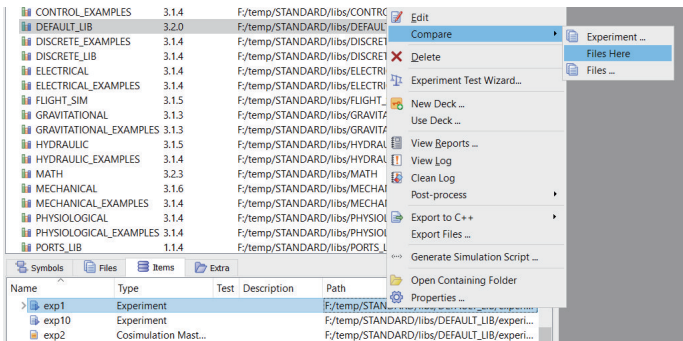 CONTROL_EXAMPLES 3.1.4 F:/temp/STANDARD/libs/CONTRO
DEFAULT_LIB 3.2.0 F:/temp/STANDARD/libs/DEFAUL
DISCRETE_EXAMPLES 3.1.4 F:/temp/STANDARD/libs/DISCRET
DISCRETE_LIB 3.1.4 F:/temp/STANDARD/libs/DISCRET
ELECTRICAL 3.1.4 F:/temp/STANDARD/libs/ELECTRI
ELECTRICAL_EXAMPLES 3.1.4 F:/temp/STANDARD/libs/ELECTRI
FLIGHT_SIM 3.1.5 F:/temp/STANDARD/libs/FLIGHT_
GRAVITATIONAL 3.1.3 F:/temp/STANDARD/libs/GRAVITA
GRAVITATIONAL_EXAMPLES 3.1.3 F:/temp/STANDARD/libs/GRAVITA
HYDRAULIC 3.1.5 F:/temp/STANDARD/libs/HYDRAU
HYDRAULIC_EXAMPLES 3.1.4 F:/temp/STANDARD/libs/HYDRAU
MATH 3.2.3 F:/temp/STANDARD/libs/MATH
MECHANICAL 3.1.6 F:/temp/STANDARD/libs/MECHAN
MECHANICAL_EXAMPLES 3.1.4 F:/temp/STANDARD/libs/MECHAN
PHYSIOLOGICAL 3.1.4 F:/temp/STANDARD/libs/PHYSIOL
PHYSIOLOGICAL_EXAMPLES 3.1.4 F:/temp/STANDARD/libs/PHYSIOL
PORTS_LIB 1.1.4 F:/temp/STANDARD/libs/PORTS_L
Edit
Compare
Delete
Experiment Test Wizard...
New Deck ...
Use Deck ...
View Reports ...
View Log
Clean Log
Post-process
Export to C++
Export Files ...
Generate Simulation Script ...
Open Containing Folder
Properties ...
Experiment ...
Files Here
Files ...
Symbols Files Items Extra
Name Type Test Description Path
exp1 Experiment F:/temp/STANDARD/libs/DEFAULT_LIB/experi...
exp10 Experiment F:/temp/STANDARD/libs/DEFAULT_LIB/experi...
exp2 Cosimulation Mast... F:/temp/STANDARD/libs/DEFAULT_LIB/experi...